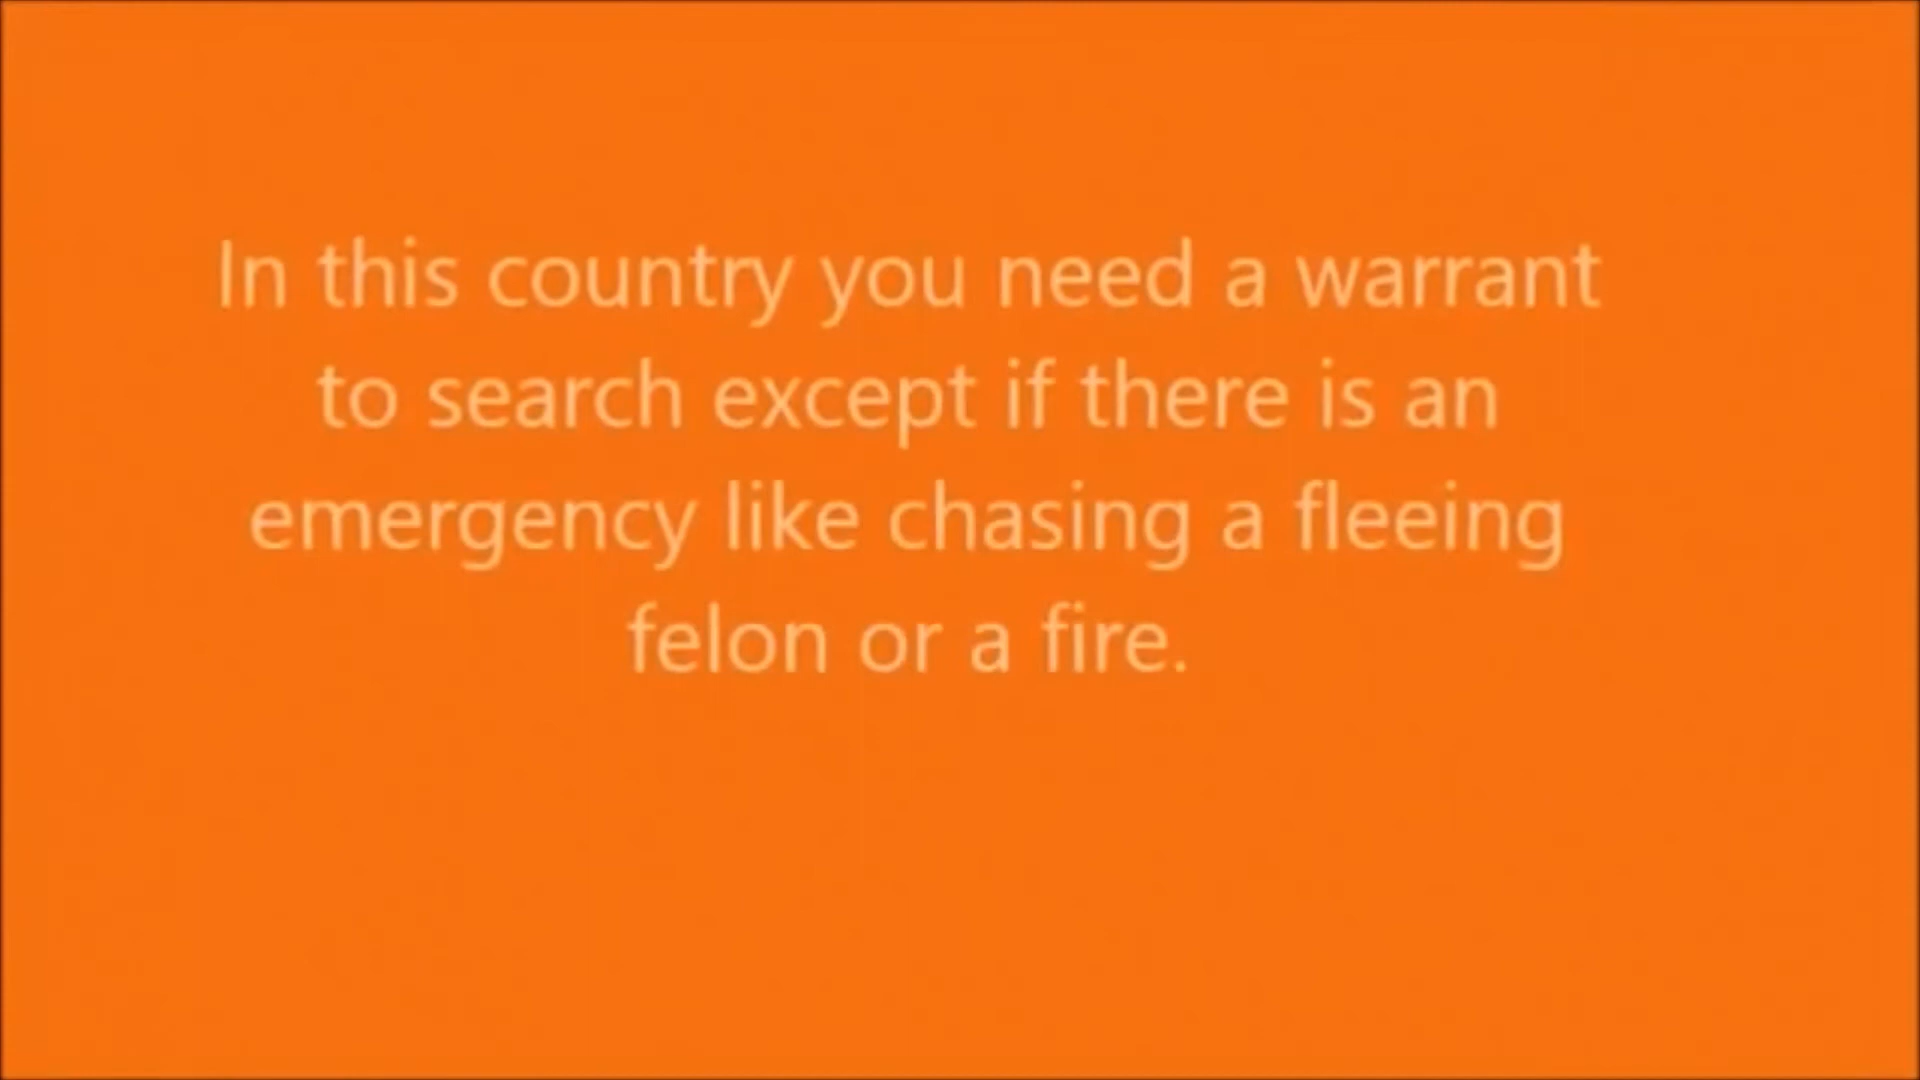 In this country you need a warrant
to search except if there is an
emergency like chasing a fleeing
felon or a fire.